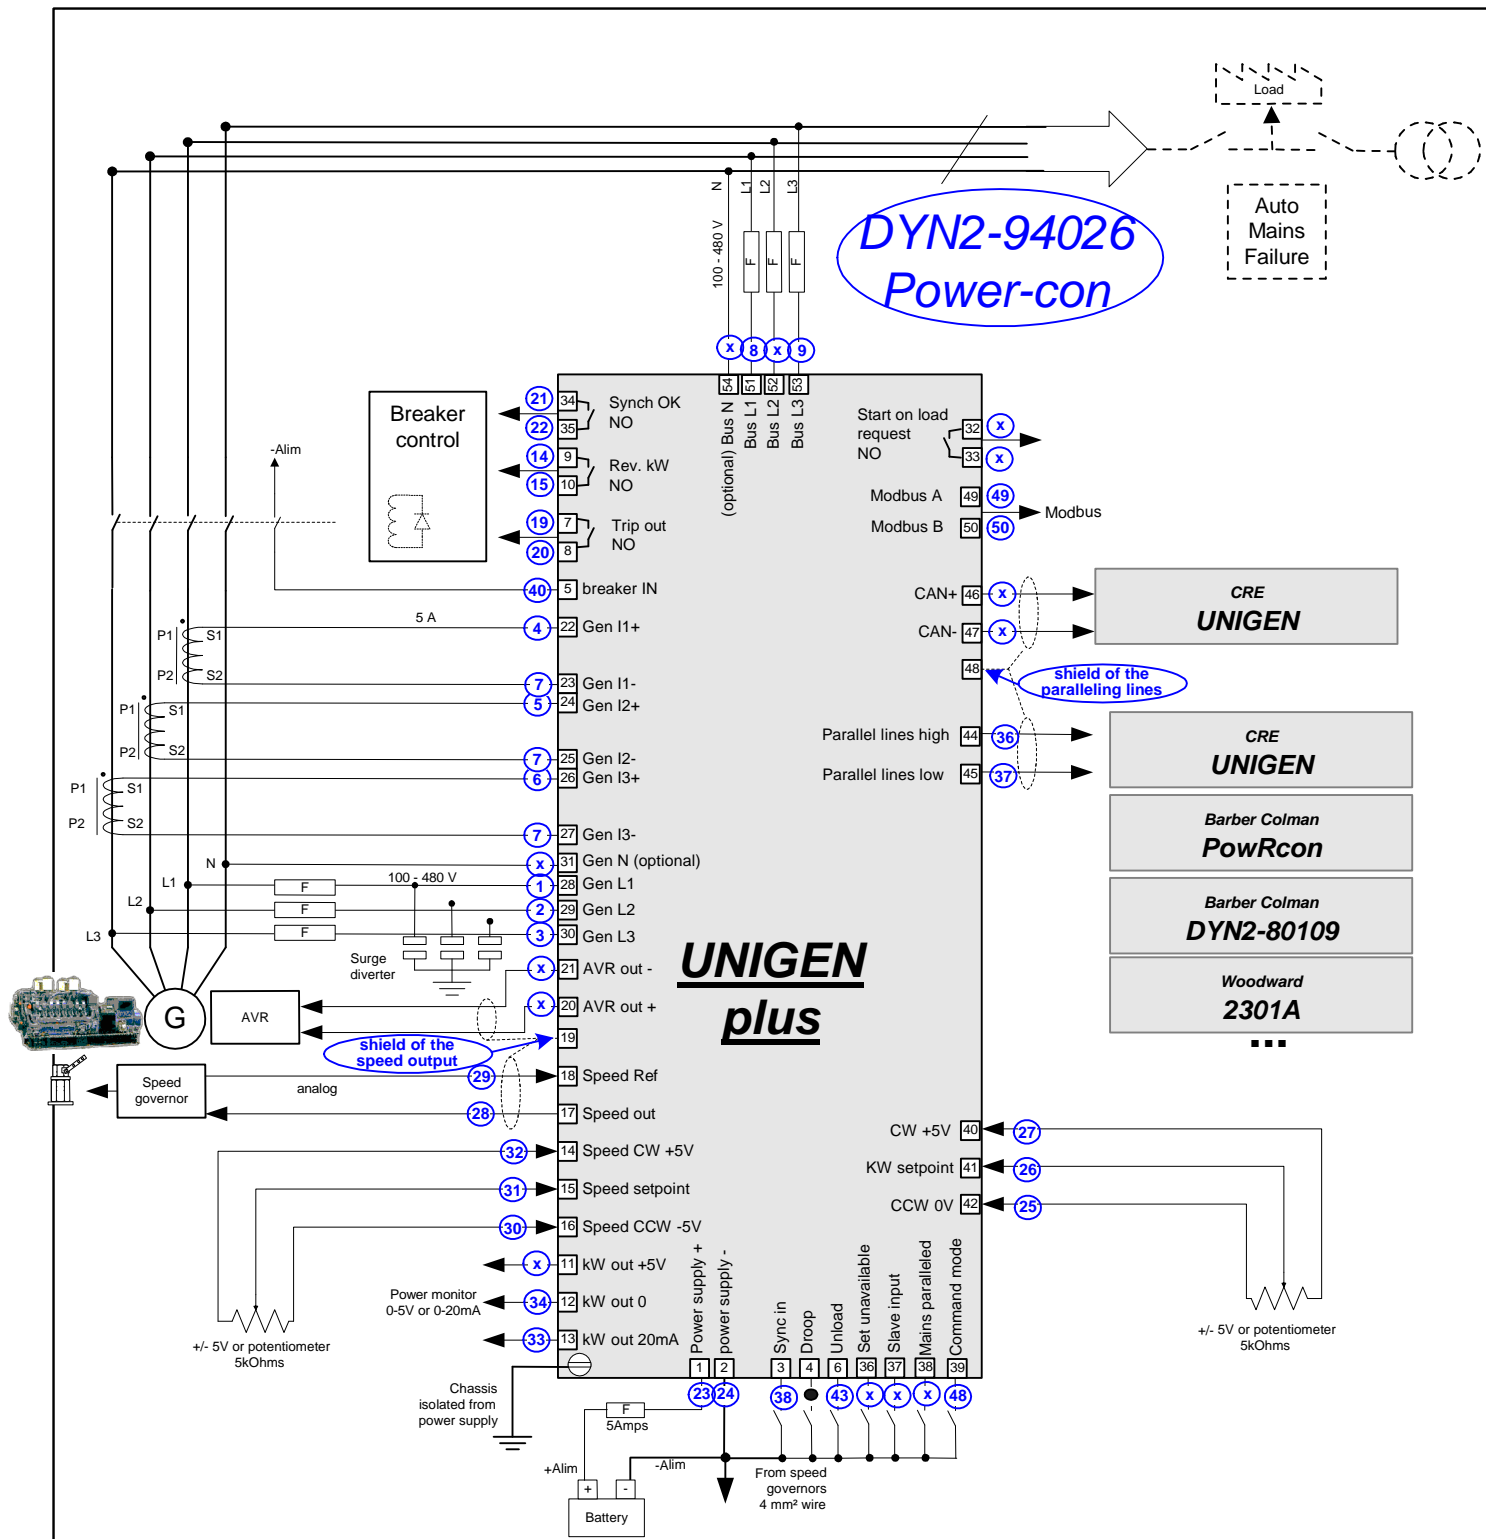 Load
Auto
Mains
Failure
DYN2-94026
Power-con
N
L1
L2
L3
100 - 480 V
F
F
F
x
8
x
9
54
51
52
53
(optional) Bus N
Bus L1
Bus L2
Bus L3
Breaker
control
-Alim
21
34
Synch OK
22
35
NO
14
9
Rev. kW
15
10
NO
19
7
Trip out
20
8
NO
40
5
breaker IN
5 A
4
22
Gen I1+
P1
S1
P2
S2
7
23
Gen I1-
5
24
Gen I2+
P1
S1
P2
S2
7
25
Gen I2-
6
26
Gen I3+
P1
S1
P2
S2
7
27
Gen I3-
N
x
31
Gen N (optional)
L1
F
100 - 480 V
1
28
Gen L1
L2
F
2
29
Gen L2
L3
F
3
30
Gen L3
Surge
diverter
x
21
AVR out -
x
20
AVR out +
G
AVR
19
shield of the
speed output
Speed
governor
analog
29
18
Speed Ref
28
17
Speed out
32
14
Speed CW +5V
31
15
Speed setpoint
30
16
Speed CCW -5V
x
11
kW out +5V
Power monitor
0-5V or 0-20mA
34
12
kW out 0
33
13
kW out 20mA
+/- 5V or potentiometer
5kOhms
Chassis
isolated from
power supply
UNIGEN
plus
Start on load
request
NO
32
x
33
x
Modbus A
49
49
Modbus
Modbus B
50
50
CAN+
46
x
CAN-
47
x
48
shield of the
paralleling lines
CRE
UNIGEN
Parallel lines high
44
36
Parallel lines low
45
37
CRE
UNIGEN
Barber Colman
PowRcon
Barber Colman
DYN2-80109
Woodward
2301A
...
CW +5V
40
27
KW setpoint
41
26
CCW 0V
42
25
+/- 5V or potentiometer
5kOhms
Power supply +
power supply -
Sync in
Droop
Unload
Set unavailable
Slave input
Mains paralleled
Command mode
1
2
3
4
6
36
37
38
39
23
24
38
43
x
x
x
48
F
5Amps
+Alim
-Alim
+
-
Battery
From speed
governors
4 mm² wire